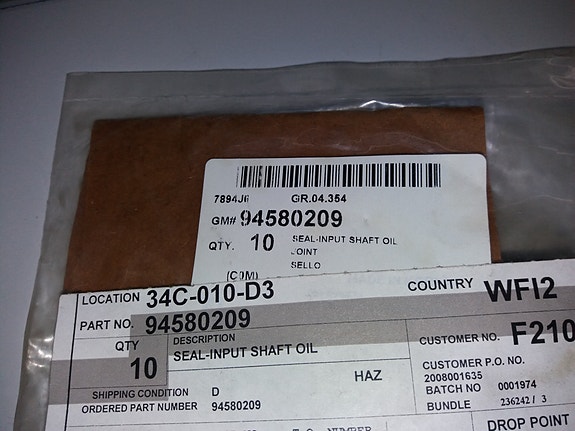 7894J6 GR.04.354
GM# 94580209
QTY. 10 SEAL-INPUT SHAFT OIL
JOINT
SELLO
(COM)
LOCATION 34C-010-D3 COUNTRY WFI2
PART NO. 94580209
QTY DESCRIPTION CUSTOMER NO. F210
10 SEAL-INPUT SHAFT OIL
CUSTOMER P.O. NO.
HAZ 2008001635
SHIPPING CONDITION D BATCH NO 0001974
ORDERED PART NUMBER 94580209 BUNDLE 236242 / 3
NUMBER DROP POINT